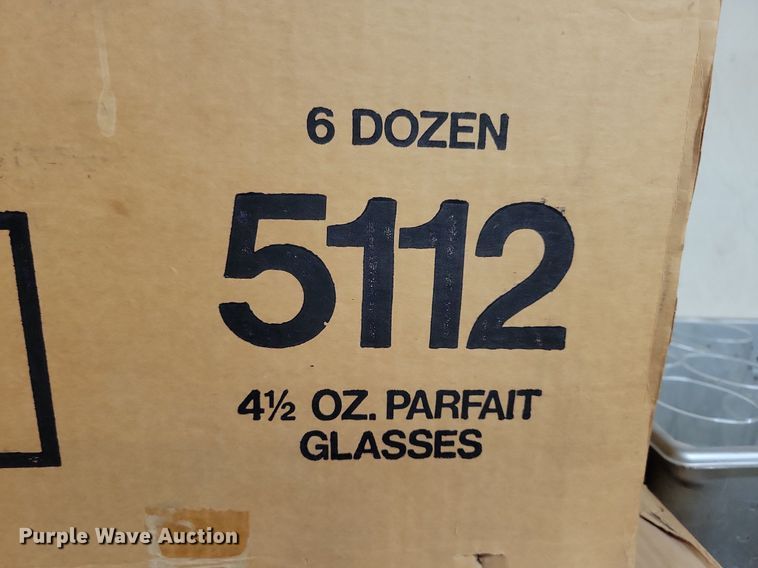 6 DOZEN
5112
4½ OZ. PARFAIT
GLASSES
Purple Wave Auction